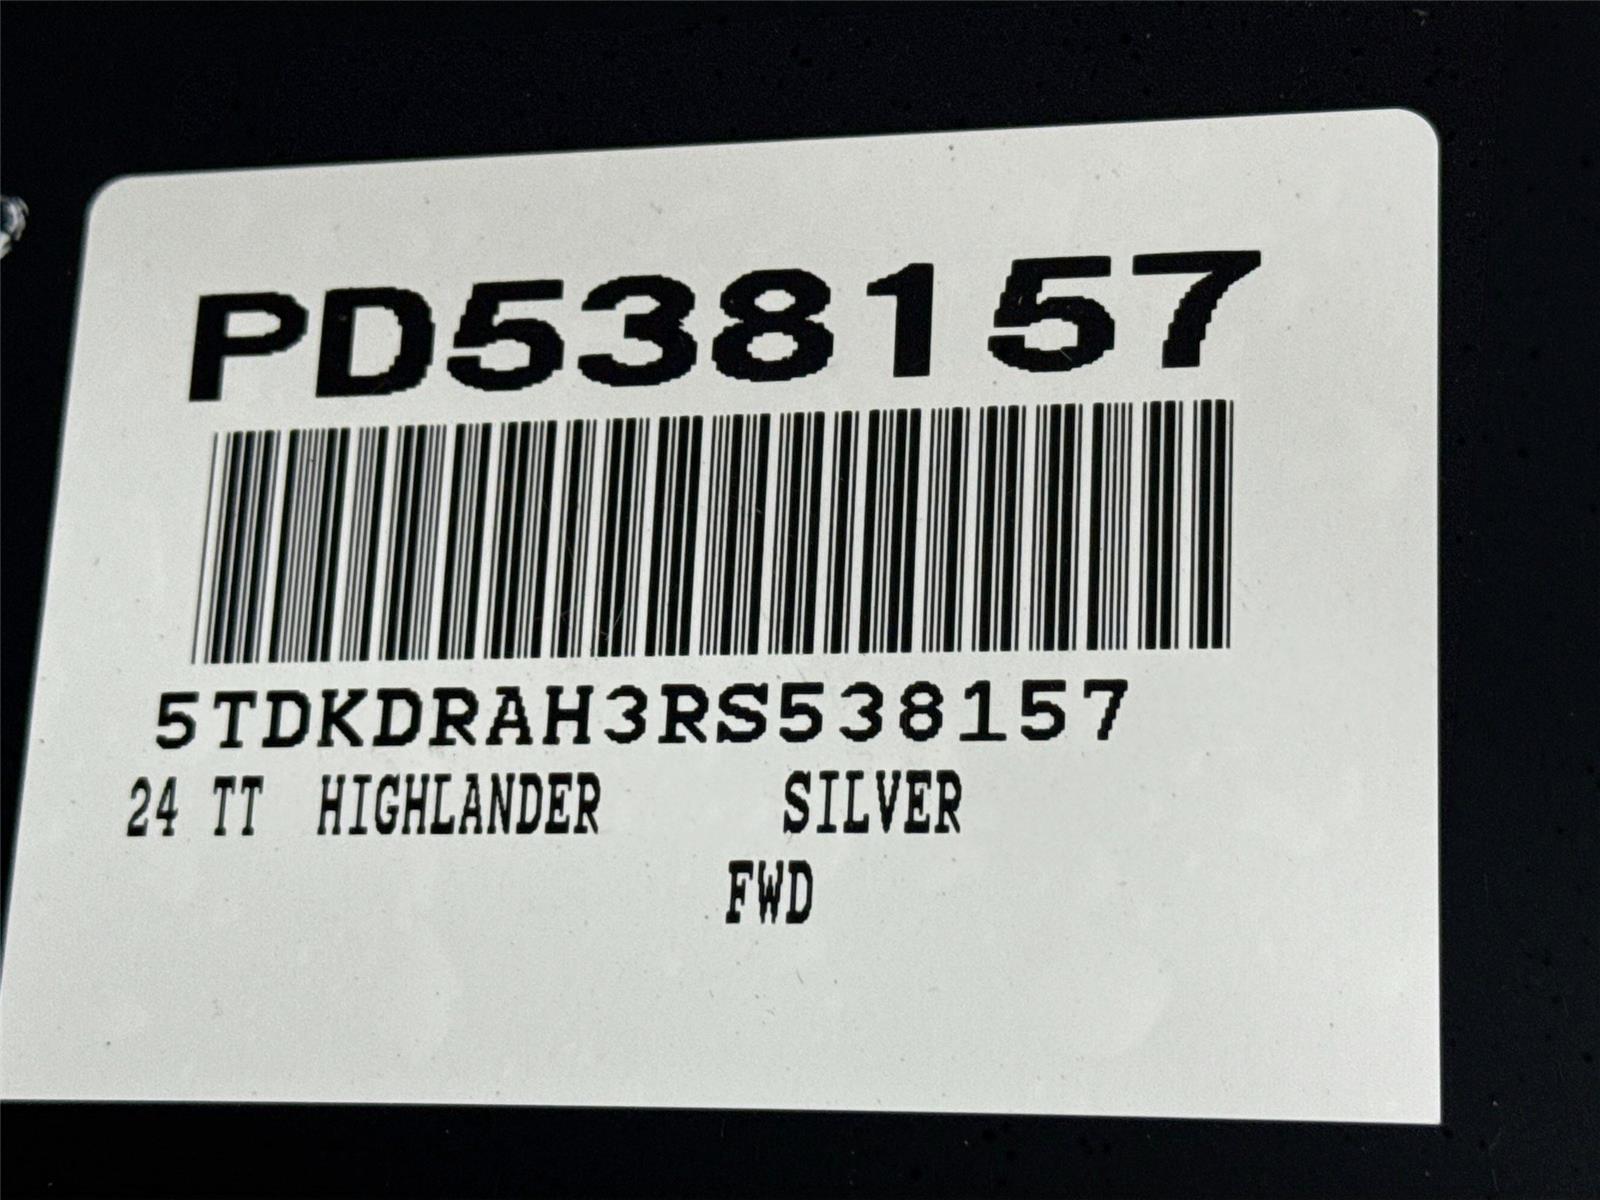 PD538157
5TDKDRAH3RS538157
24 TT HIGHLANDER SILVER
FWD